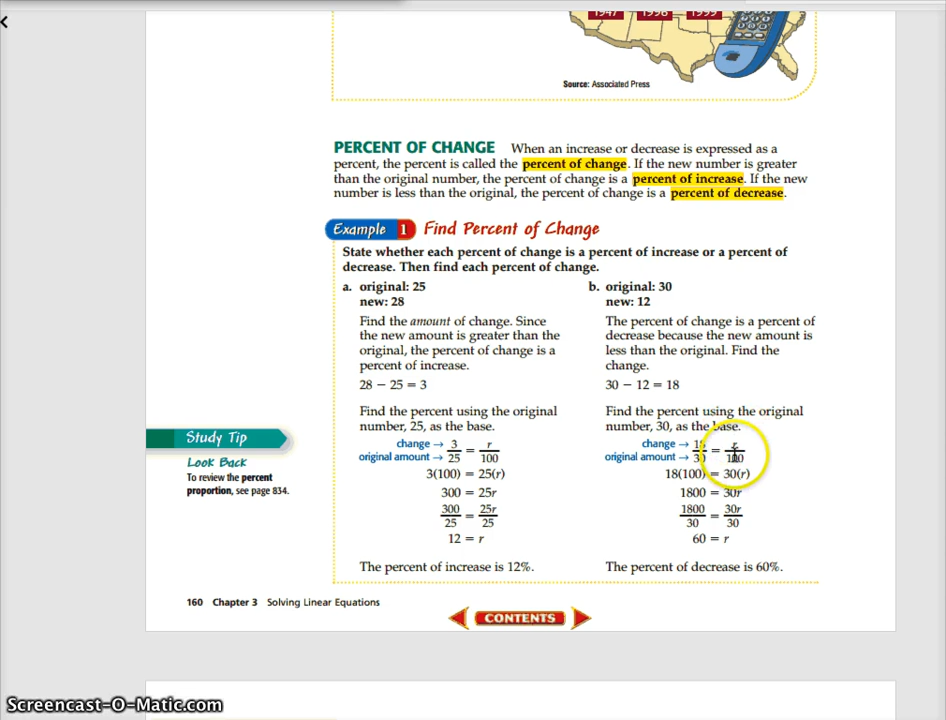 1947 1996 1999
Source: Associated Press
PERCENT OF CHANGE When an increase or decrease is expressed as a
percent, the percent is called the percent of change. If the new number is greater
than the original number, the percent of change is a percent of increase. If the new
number is less than the original, the percent of change is a percent of decrease.
Example 1 Find Percent of Change
State whether each percent of change is a percent of increase or a percent of
decrease. Then find each percent of change.
a. original: 25
new: 28
Find the amount of change. Since
the new amount is greater than the
original, the percent of change is a
percent of increase.
28 − 25 = 3
Find the percent using the original
number, 25, as the base.
change → 3/25 = r/100
original amount →
3(100) = 25(r)
300 = 25r
300/25 = 25r/25
12 = r
The percent of increase is 12%.
b. original: 30
new: 12
The percent of change is a percent of
decrease because the new amount is
less than the original. Find the
change.
30 − 12 = 18
Find the percent using the original
number, 30, as the base.
change → 18/30 = r/100
original amount →
18(100) = 30(r)
1800 = 30r
1800/30 = 30r/30
60 = r
The percent of decrease is 60%.
Study Tip
Look Back
To review the percent
proportion, see page 834.
160 Chapter 3 Solving Linear Equations
CONTENTS
Screencast-O-Matic.com